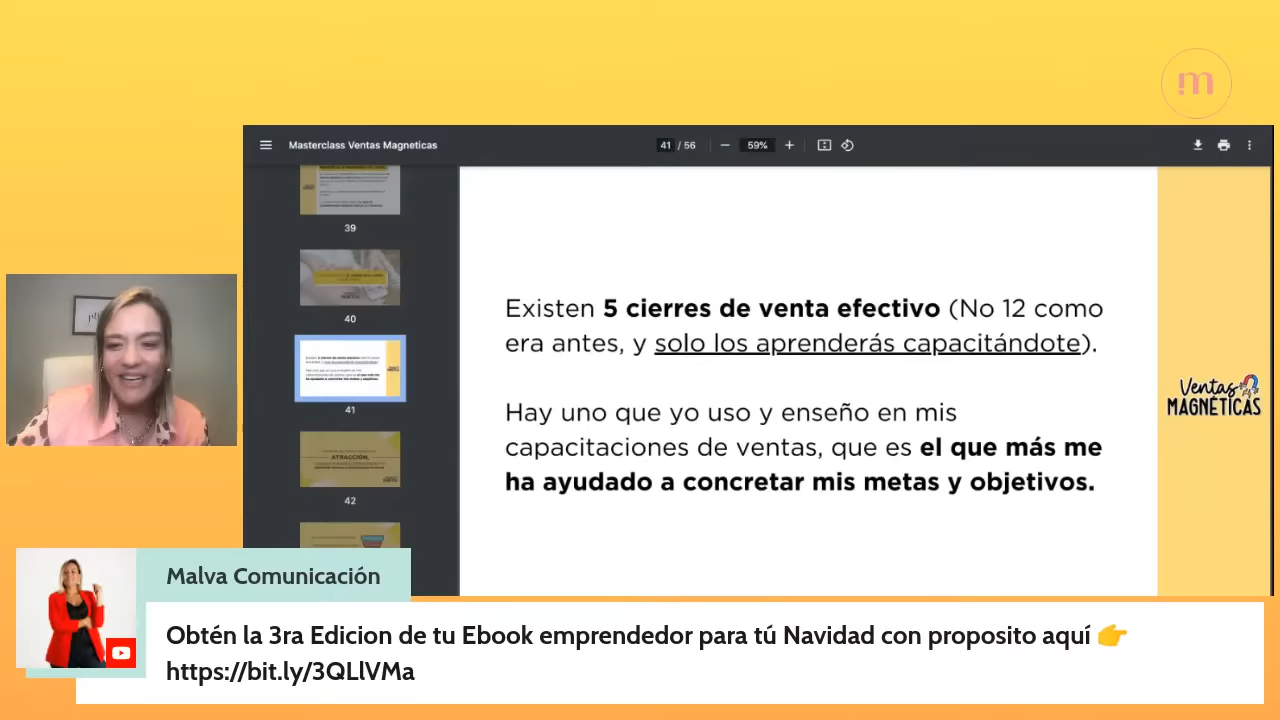 m
Masterclass Ventas Magneticas
41 / 56
59%
39
40
41
ATRACCIÓN,
42
Existen 5 cierres de venta efectivo (No 12 como
era antes, y solo los aprenderás capacitándote).
Hay uno que yo uso y enseño en mis
capacitaciones de ventas, que es el que más me
ha ayudado a concretar mis metas y objetivos.
Ventas
MAGNÉTICAS
Malva Comunicación
Obtén la 3ra Edicion de tu Ebook emprendedor para tú Navidad con proposito aquí 👉
https://bit.ly/3QLlVMa